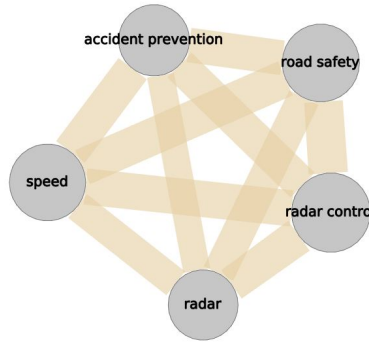 accident prevention
road safety
speed
radar contro
radar